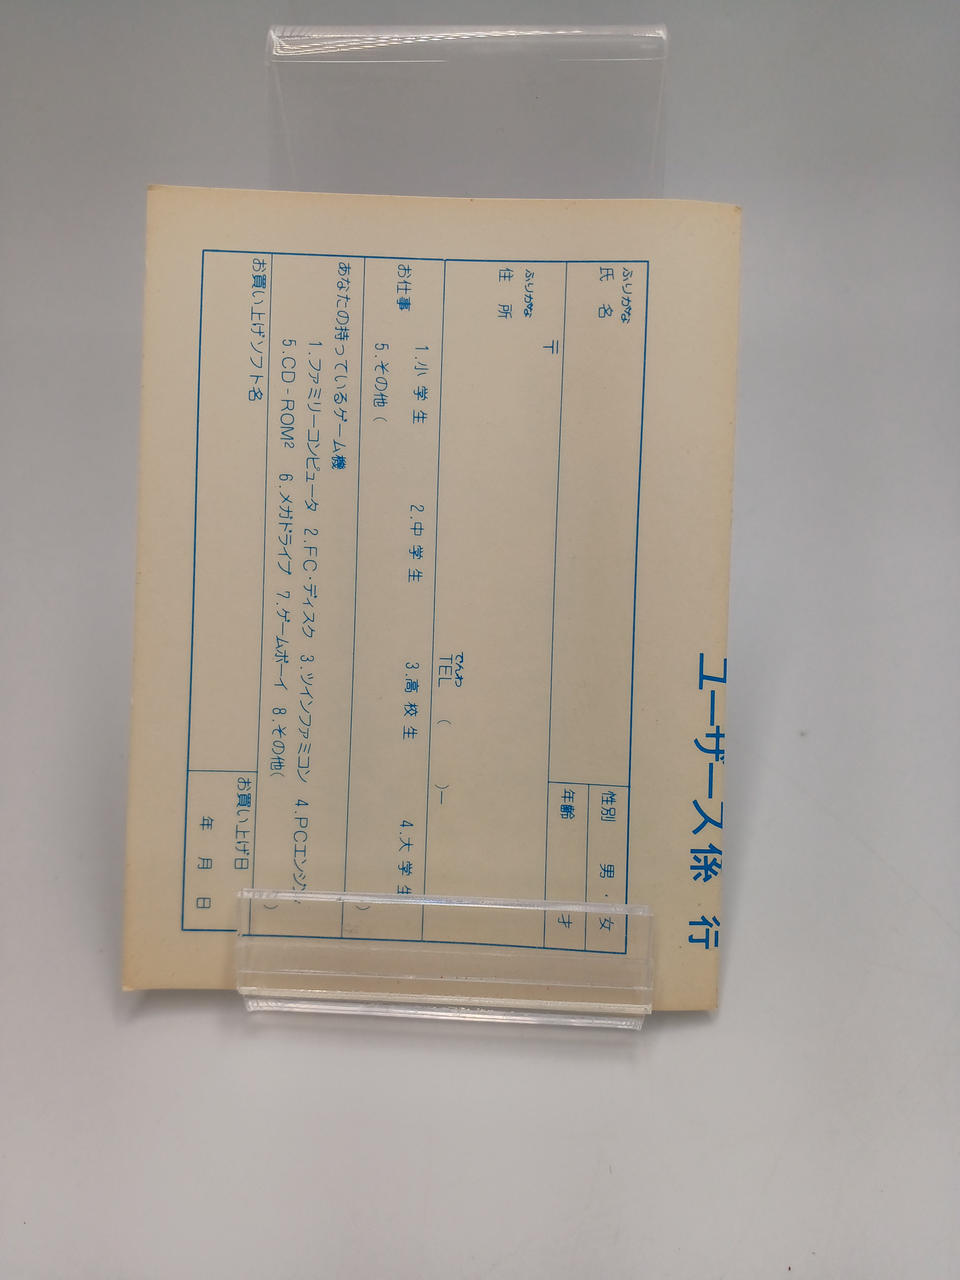 ユーザース係 行
ふりがな
氏 名
性別 男・女
年齢 才
ふりがな
住 所
〒
でんわ
TEL ( )ー
お仕事
1.小学生 2.中学生 3.高校生 4.大学生
5.その他( )
あなたの持っているゲーム機
1.ファミリーコンピュータ 2.FC・ディスク 3.ツインファミコン 4.PCエンジン
5.CD-ROM² 6.メガドライブ 7.ゲームボーイ 8.その他( )
お買い上げソフト名
お買い上げ日
年 月 日